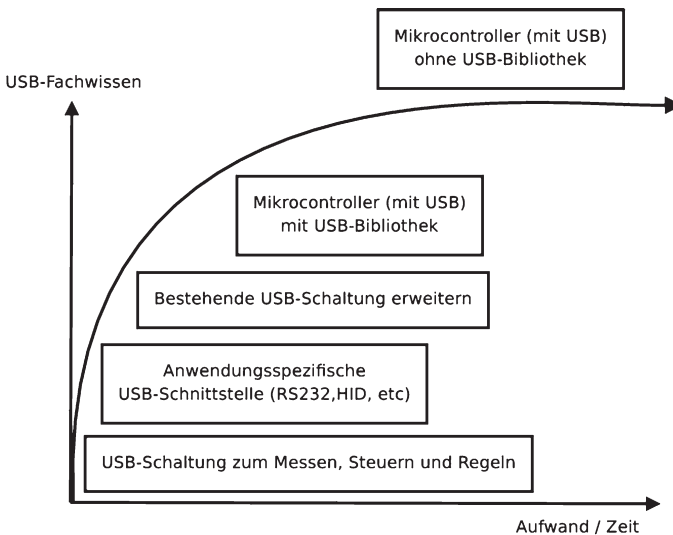 Mikrocontroller (mit USB)
ohne USB-Bibliothek
USB-Fachwissen
Mikrocontroller (mit USB)
mit USB-Bibliothek
Bestehende USB-Schaltung erweitern
Anwendungsspezifische
USB-Schnittstelle (RS232,HID, etc)
USB-Schaltung zum Messen, Steuern und Regeln
Aufwand / Zeit